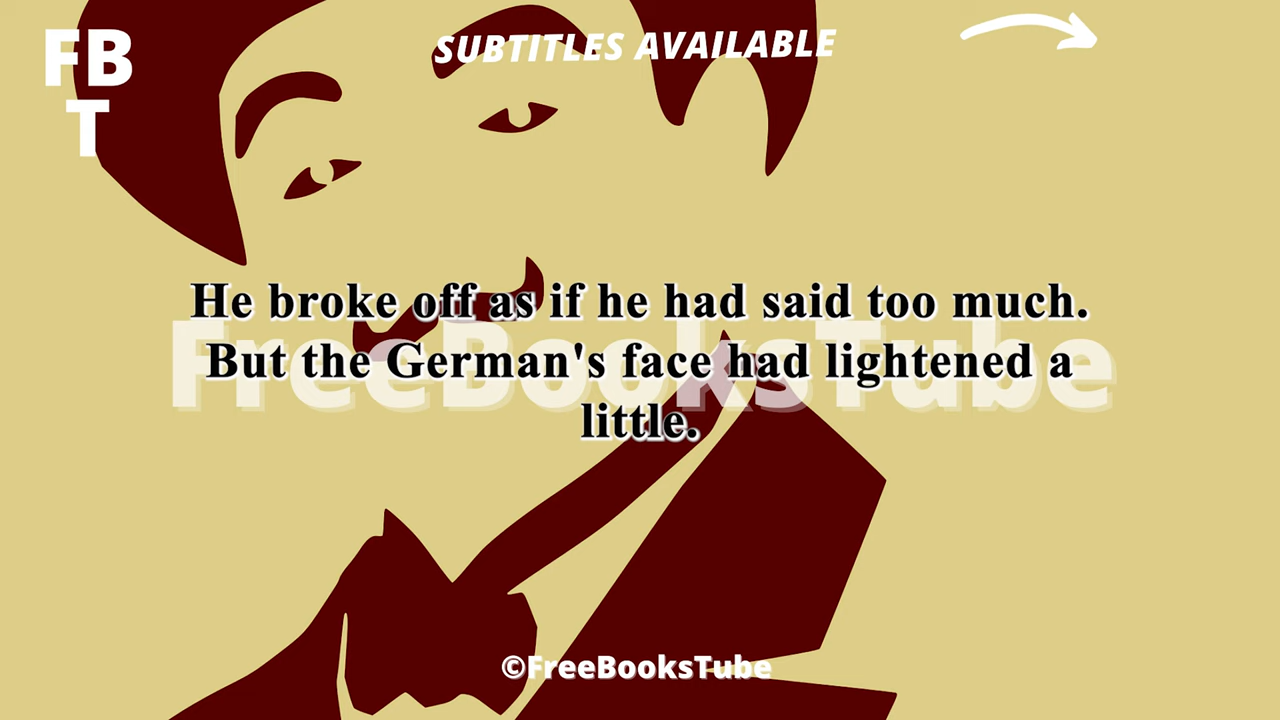 FB
T
SUBTITLES AVAILABLE
He broke off as if he had said too much.
But the German's face had lightened a
little.
FreeBooksTube
©FreeBooksTube